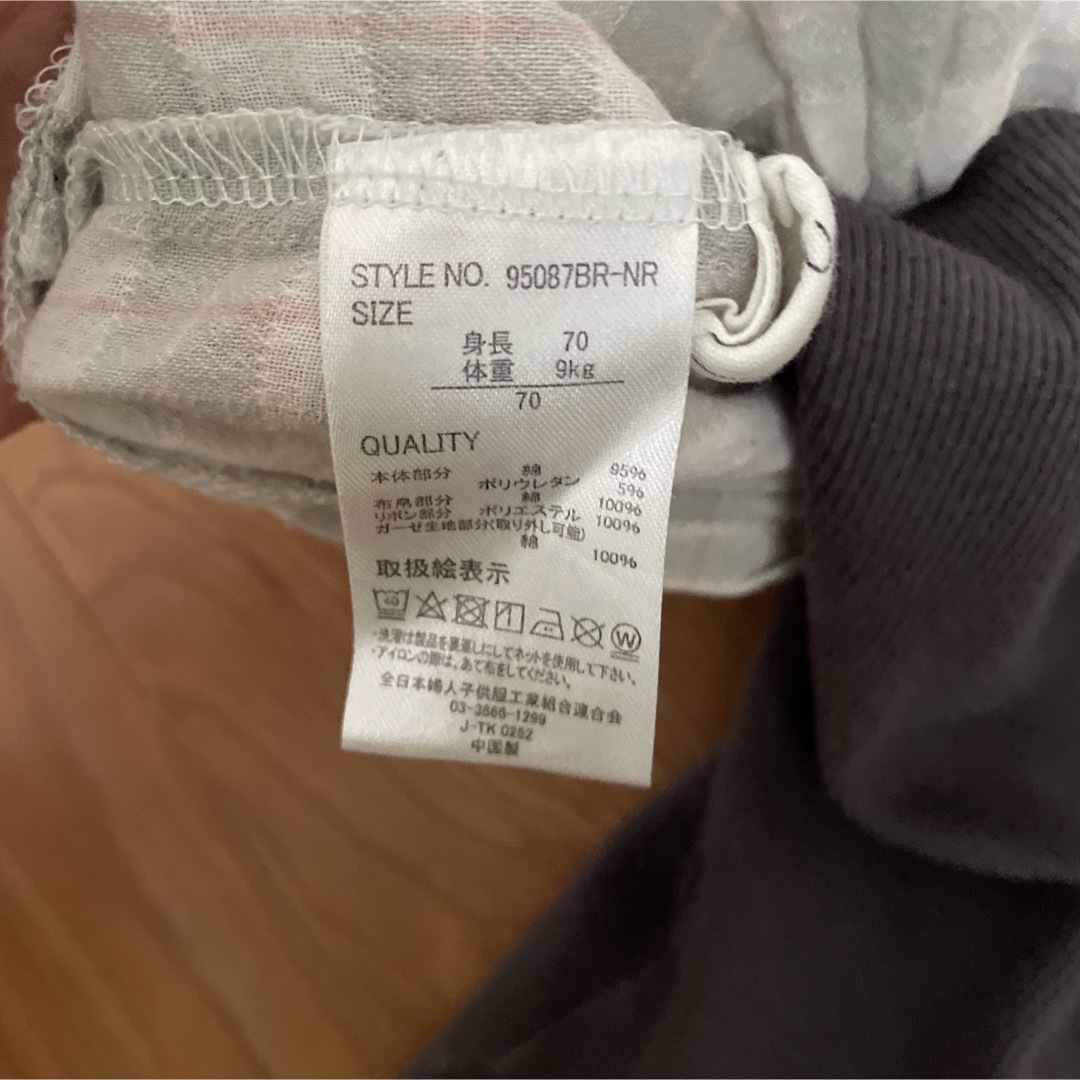 STYLE NO. 95087BR-NR
SIZE
身長 70
体重 9kg
70
QUALITY
本体部分 綿 95%
ポリウレタン 5%
布帛部分 綿 100%
リボン部分 ポリエステル 100%
ガーゼ生地部分(取り外し可能)
綿 100%
取扱絵表示
40
W
・洗濯は製品を裏返しにしてネットを使用して下さい。
・アイロンの際は、あて布をしてください。
全日本婦人子供服工業組合連合会
03-3666-1299
J-TK 0252
中国製